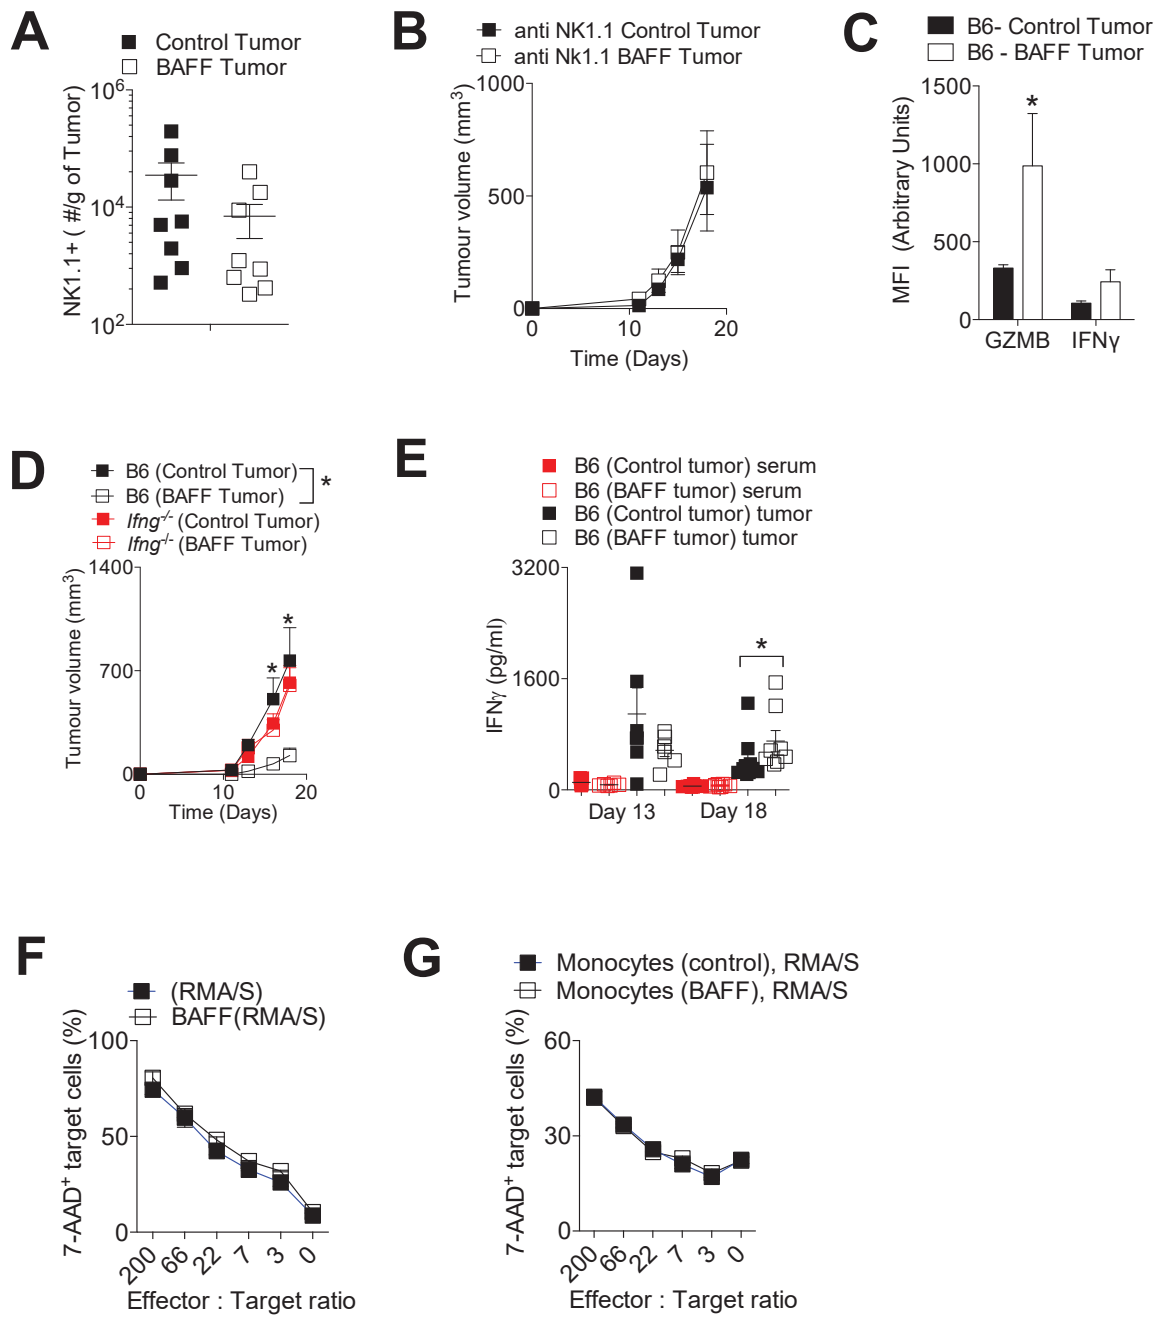 A
Control Tumor
BAFF Tumor
NK1.1+ ( #/g of Tumor)
10^6
10^4
10^2
B
anti NK1.1 Control Tumor
anti Nk1.1 BAFF Tumor
Tumour volume (mm^3)
1000
500
0
0 10 20
Time (Days)
C
B6- Control Tumor
B6 - BAFF Tumor
MFI (Arbitrary Units)
1500
1000
500
0
*
GZMB IFNγ
D
B6 (Control Tumor)
B6 (BAFF Tumor)
*
Ifng^-/- (Control Tumor)
Ifng^-/- (BAFF Tumor)
Tumour volume (mm^3)
1400
700
0
* *
0 10 20
Time (Days)
E
B6 (Control tumor) serum
B6 (BAFF tumor) serum
B6 (Control tumor) tumor
B6 (BAFF tumor) tumor
IFNγ (pg/ml)
3200
1600
0
*
Day 13 Day 18
F
(RMA/S)
BAFF(RMA/S)
7-AAD^+ target cells (%)
100
50
0
200 66 22 7 3 0
Effector : Target ratio
G
Monocytes (control), RMA/S
Monocytes (BAFF), RMA/S
7-AAD^+ target cells (%)
60
30
0
200 66 22 7 3 0
Effector : Target ratio